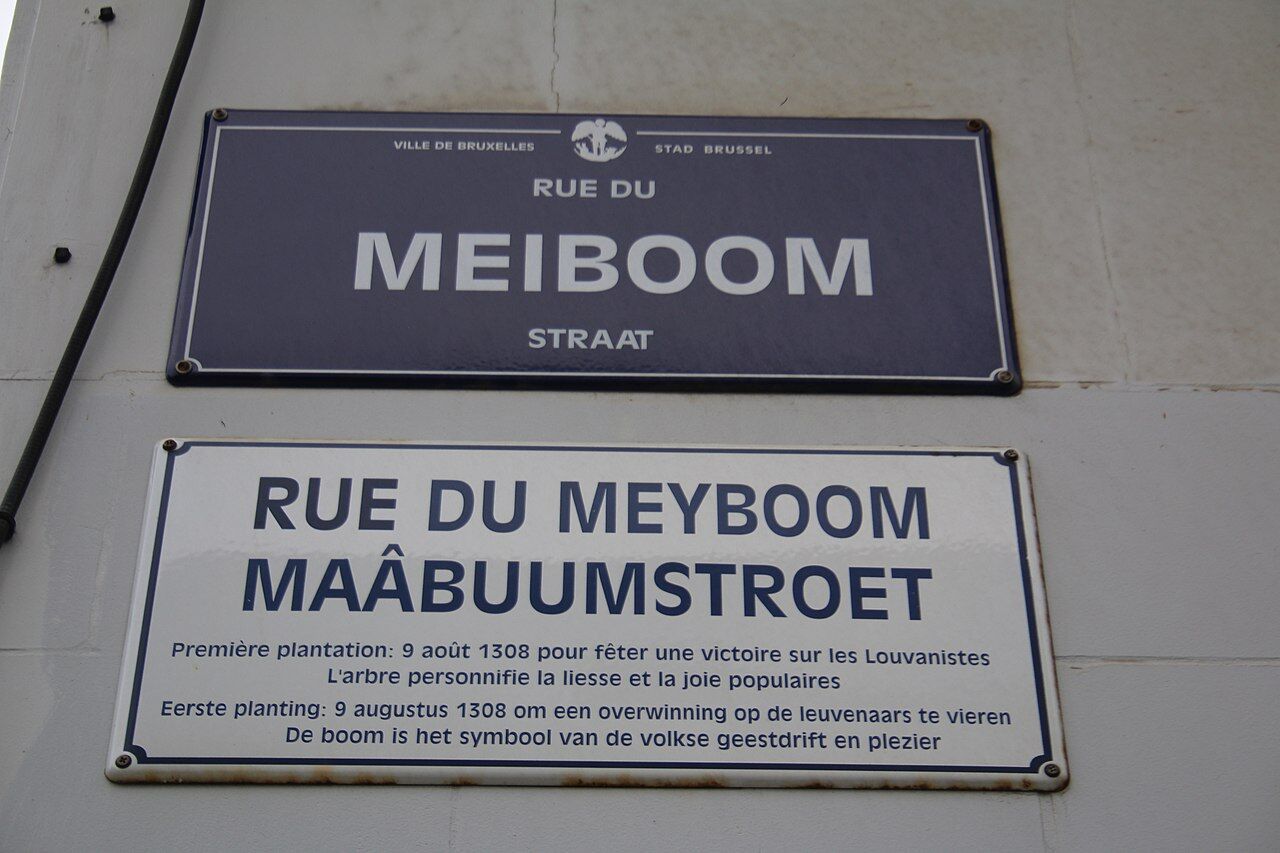 VILLE DE BRUXELLES STAD BRUSSEL
RUE DU
MEIBOOM
STRAAT
RUE DU MEYBOOM
MAÂBUUMSTROET
Première plantation: 9 août 1308 pour fêter une victoire sur les Louvanistes
L'arbre personnifie la liesse et la joie populaires
Eerste planting: 9 augustus 1308 om een overwinning op de leuvenaars te vieren
De boom is het symbool van de volkse geestdrift en plezier